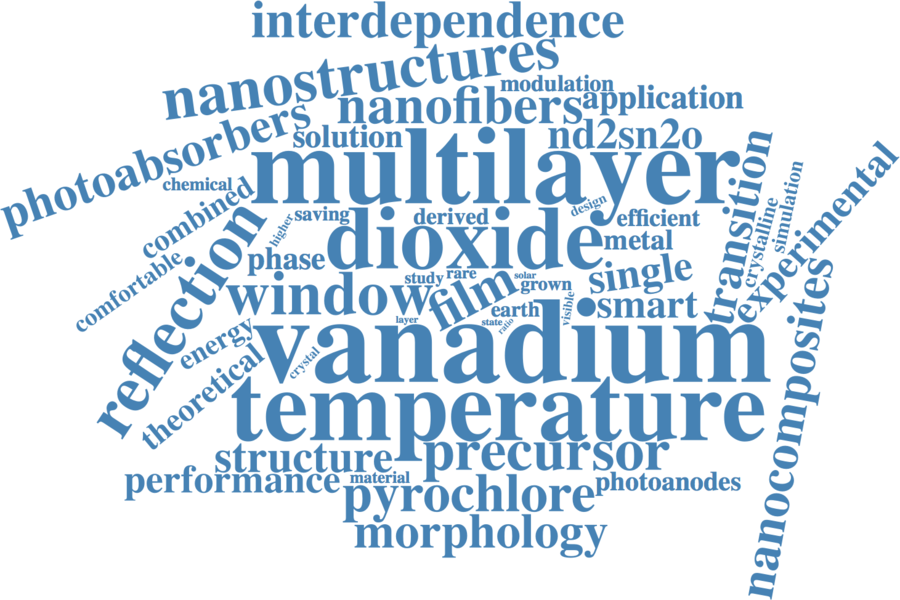 interdependence
nanostructures
modulation
nanofibers
application
photoabsorbers
solution
nd2sn2o
multilayer
chemical
combined
transition
simulation
experimental
crystalline
reflection
higher
saving
derived
design
efficient
dioxide
metal
comfortable
phase
study
rare
solar
grown
single
window
film
earth
visible
smart
layer
state
ratio
energy
vanadium
nanocomposites
theoretical
crystal
temperature
structure
precursor
performance
material
photoanodes
pyrochlore
morphology